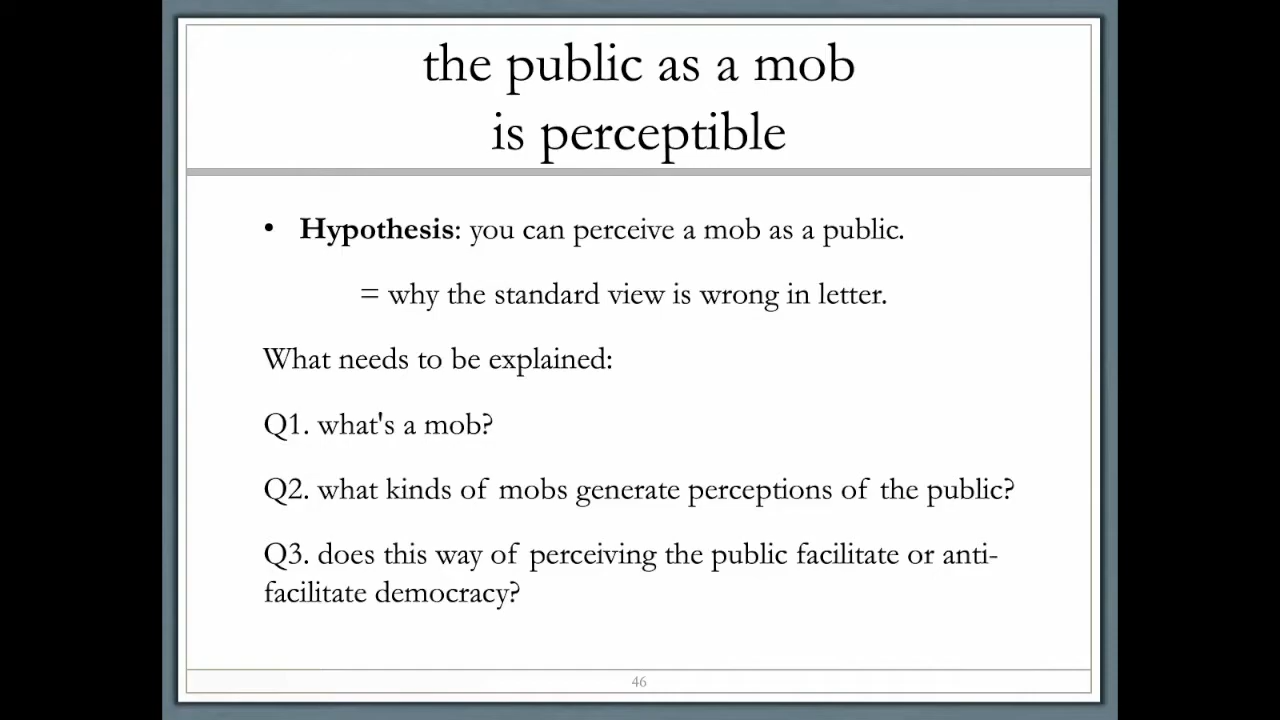 the public as a mob
is perceptible
• Hypothesis: you can perceive a mob as a public.
= why the standard view is wrong in letter.
What needs to be explained:
Q1. what's a mob?
Q2. what kinds of mobs generate perceptions of the public?
Q3. does this way of perceiving the public facilitate or anti-
facilitate democracy?
46